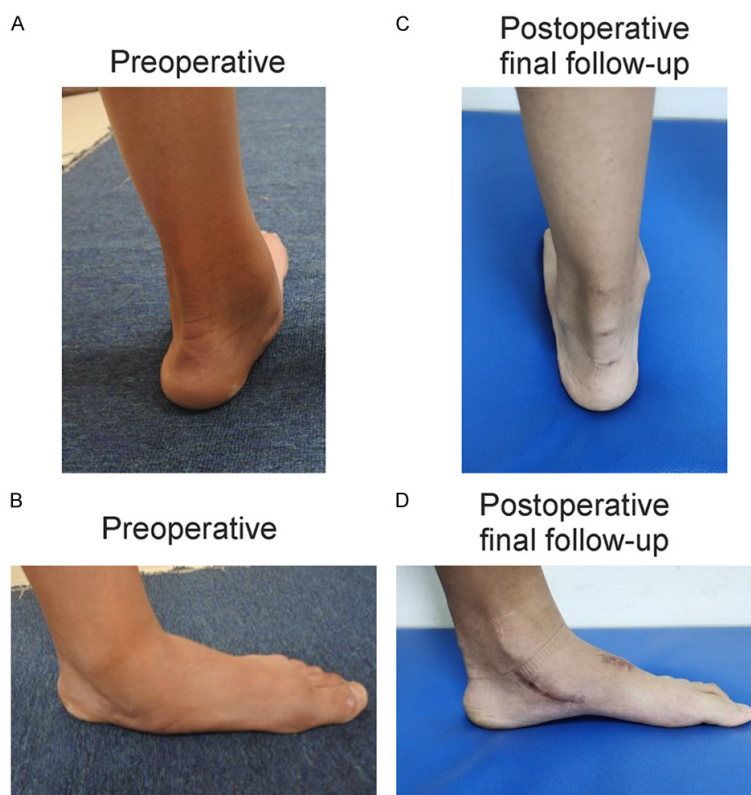 A
Preoperative
C
Postoperative
final follow-up
B
Preoperative
D
Postoperative
final follow-up